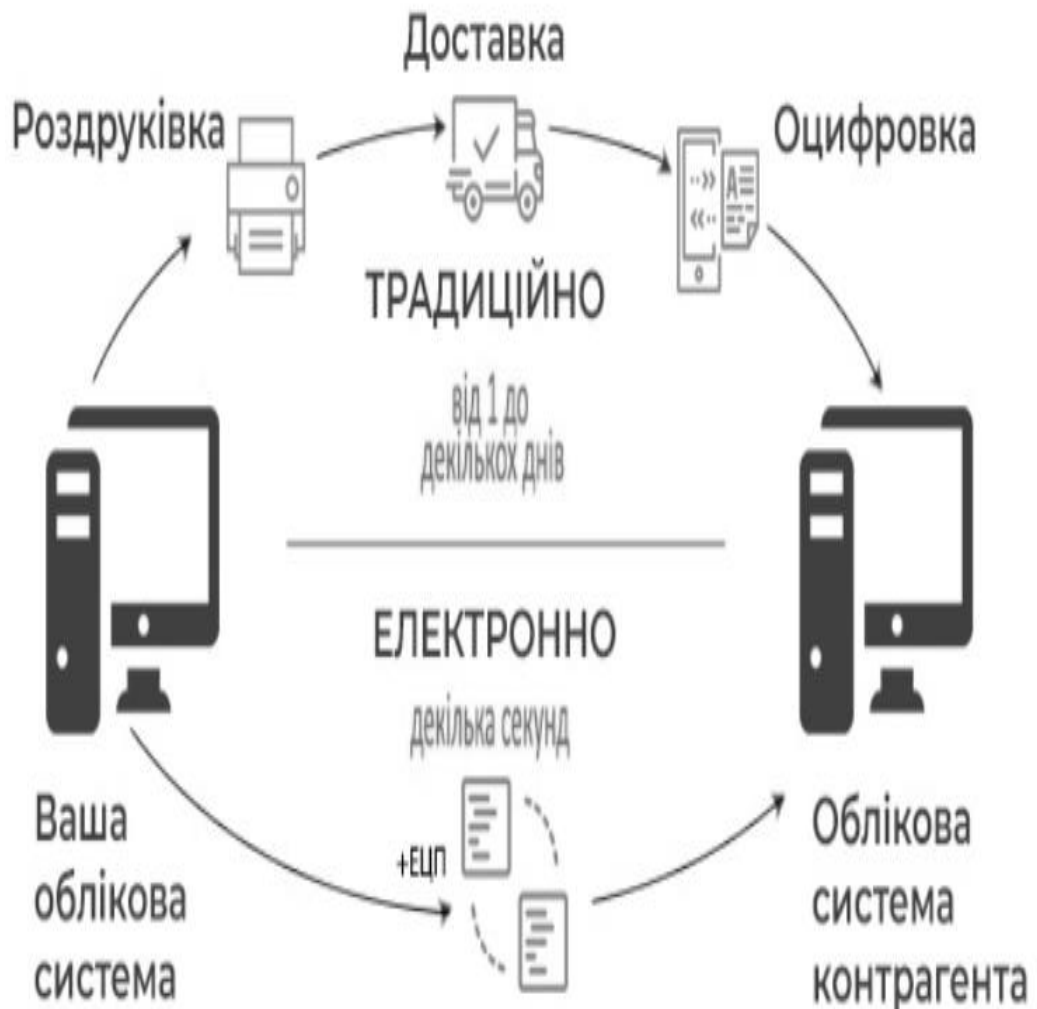 Доставка
Роздруківка
Оцифровка
A
ТРАДИЦІЙНО
від 1 до
декількох днів
ЕЛЕКТРОННО
декілька секунд
+ЕЦП
Ваша
облікова
система
Облікова
система
контрагента